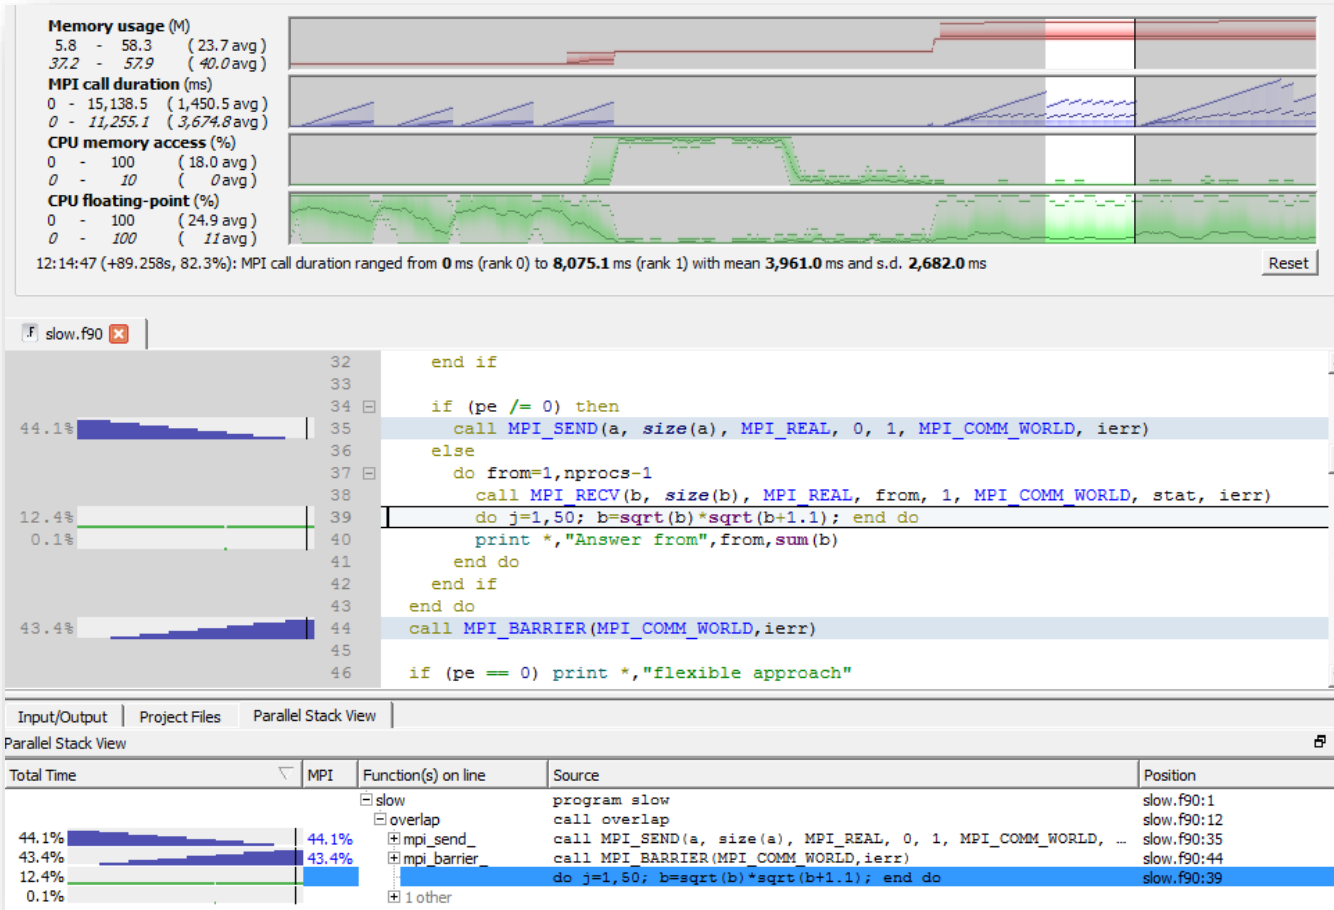 Memory usage (M)
5.8 - 58.3 ( 23.7 avg )
37.2 - 57.9 ( 40.0 avg )
MPI call duration (ms)
0 - 15,138.5 ( 1,450.5 avg )
0 - 11,255.1 ( 3,674.8 avg )
CPU memory access (%)
0 - 100 ( 18.0 avg )
0 - 10 ( 0 avg )
CPU floating-point (%)
0 - 100 ( 24.9 avg )
0 - 100 ( 11 avg )
12:14:47 (+89.258s, 82.3%): MPI call duration ranged from 0 ms (rank 0) to 8,075.1 ms (rank 1) with mean 3,961.0 ms and s.d. 2,682.0 ms Reset
.F slow.f90
32 end if
33
34 if (pe /= 0) then
44.1% 35 call MPI_SEND(a, size(a), MPI_REAL, 0, 1, MPI_COMM_WORLD, ierr)
36 else
37 do from=1,nprocs-1
38 call MPI_RECV(b, size(b), MPI_REAL, from, 1, MPI_COMM_WORLD, stat, ierr)
12.4% 39 do j=1,50; b=sqrt(b)*sqrt(b+1.1); end do
0.1% 40 print *,"Answer from",from,sum(b)
41 end do
42 end if
43 end do
43.4% 44 call MPI_BARRIER(MPI_COMM_WORLD,ierr)
45
46 if (pe == 0) print *,"flexible approach"
Input/Output Project Files Parallel Stack View
Parallel Stack View
Total Time MPI Function(s) on line Source Position
slow program slow slow.f90:1
overlap call overlap slow.f90:12
44.1% 44.1% mpi_send_ call MPI_SEND(a, size(a), MPI_REAL, 0, 1, MPI_COMM_WORLD, ... slow.f90:35
43.4% 43.4% mpi_barrier_ call MPI_BARRIER(MPI_COMM_WORLD,ierr) slow.f90:44
12.4% do j=1,50; b=sqrt(b)*sqrt(b+1.1); end do slow.f90:39
0.1% 1 other